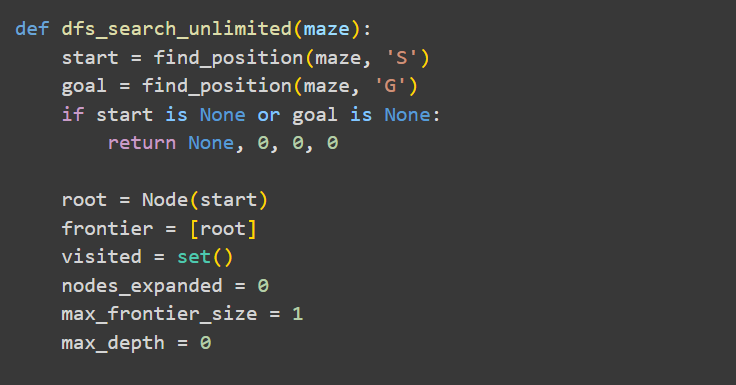 def dfs_search_unlimited(maze):
    start = find_position(maze, 'S')
    goal = find_position(maze, 'G')
    if start is None or goal is None:
        return None, 0, 0, 0

    root = Node(start)
    frontier = [root]
    visited = set()
    nodes_expanded = 0
    max_frontier_size = 1
    max_depth = 0